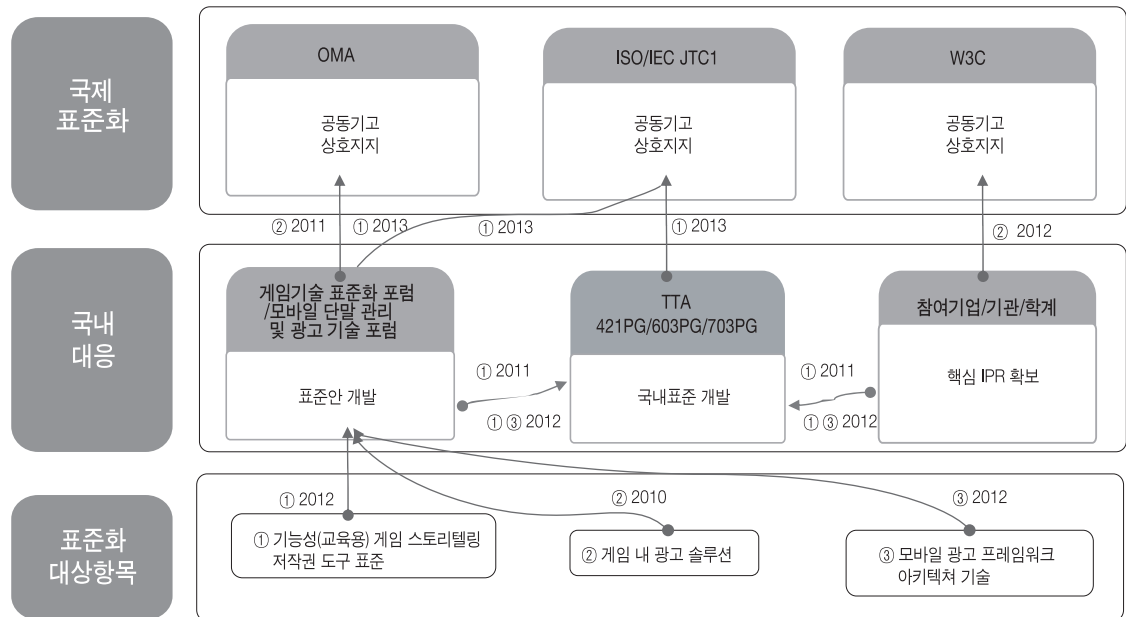 국제
표준화
OMA
공동기고
상호지지
ISO/IEC JTC1
공동기고
상호지지
W3C
공동기고
상호지지
② 2011
① 2013
① 2013
① 2013
② 2012
국내
대응
게임기술 표준화 포럼
/모바일 단말 관리
및 광고 기술 포럼
표준안 개발
① 2011
① ③ 2012
TTA
421PG/603PG/703PG
국내표준 개발
① 2011
① ③ 2012
참여기업/기관/학계
핵심 IPR 확보
표준화
대상항목
① 2012
② 2010
③ 2012
① 기능성(교육용) 게임 스토리텔링
저작권 도구 표준
② 게임 내 광고 솔루션
③ 모바일 광고 프레임워크
아키텍쳐 기술